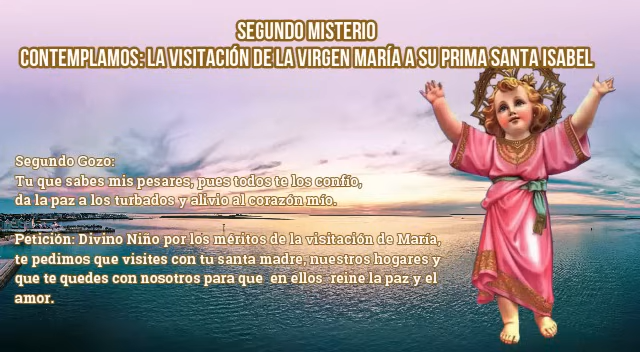 SEGUNDO MISTERIO
CONTEMPLAMOS: LA VISITACIÓN DE LA VIRGEN MARÍA A SU PRIMA SANTA ISABEL
Segundo Gozo:
Tu que sabes mis pesares, pues todos te los confío,
da la paz a los turbados y alivio al corazón mío.
Petición: Divino Niño por los méritos de la visitación de María,
te pedimos que visites con tu santa madre, nuestros hogares y
que te quedes con nosotros para que en ellos reine la paz y el
amor.